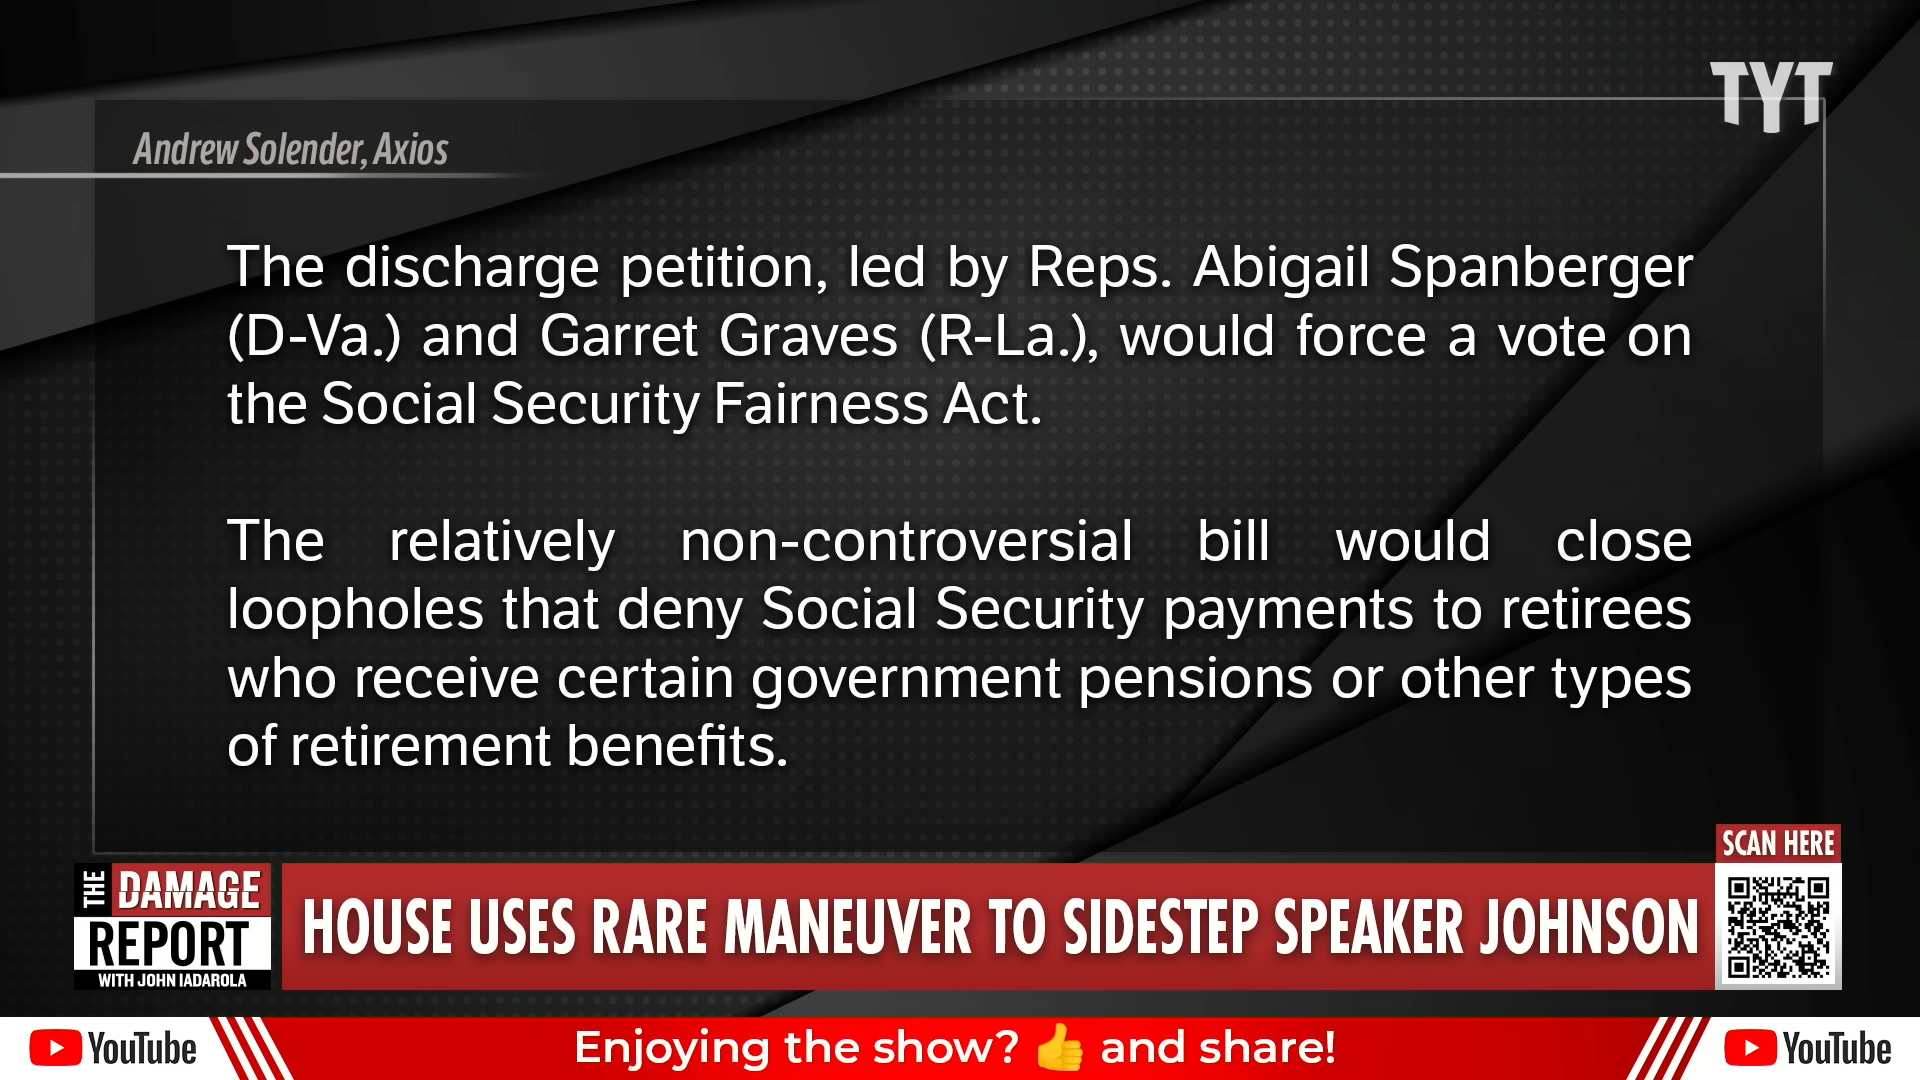 TYT
Andrew Solender, Axios
The discharge petition, led by Reps. Abigail Spanberger
(D-Va.) and Garret Graves (R-La.), would force a vote on
the Social Security Fairness Act.
The relatively non-controversial bill would close
loopholes that deny Social Security payments to retirees
who receive certain government pensions or other types
of retirement benefits.
SCAN HERE
THE DAMAGE
REPORT
WITH JOHN IADAROLA
HOUSE USES RARE MANEUVER TO SIDESTEP SPEAKER JOHNSON
YouTube
Enjoying the show? 👍 and share!
YouTube